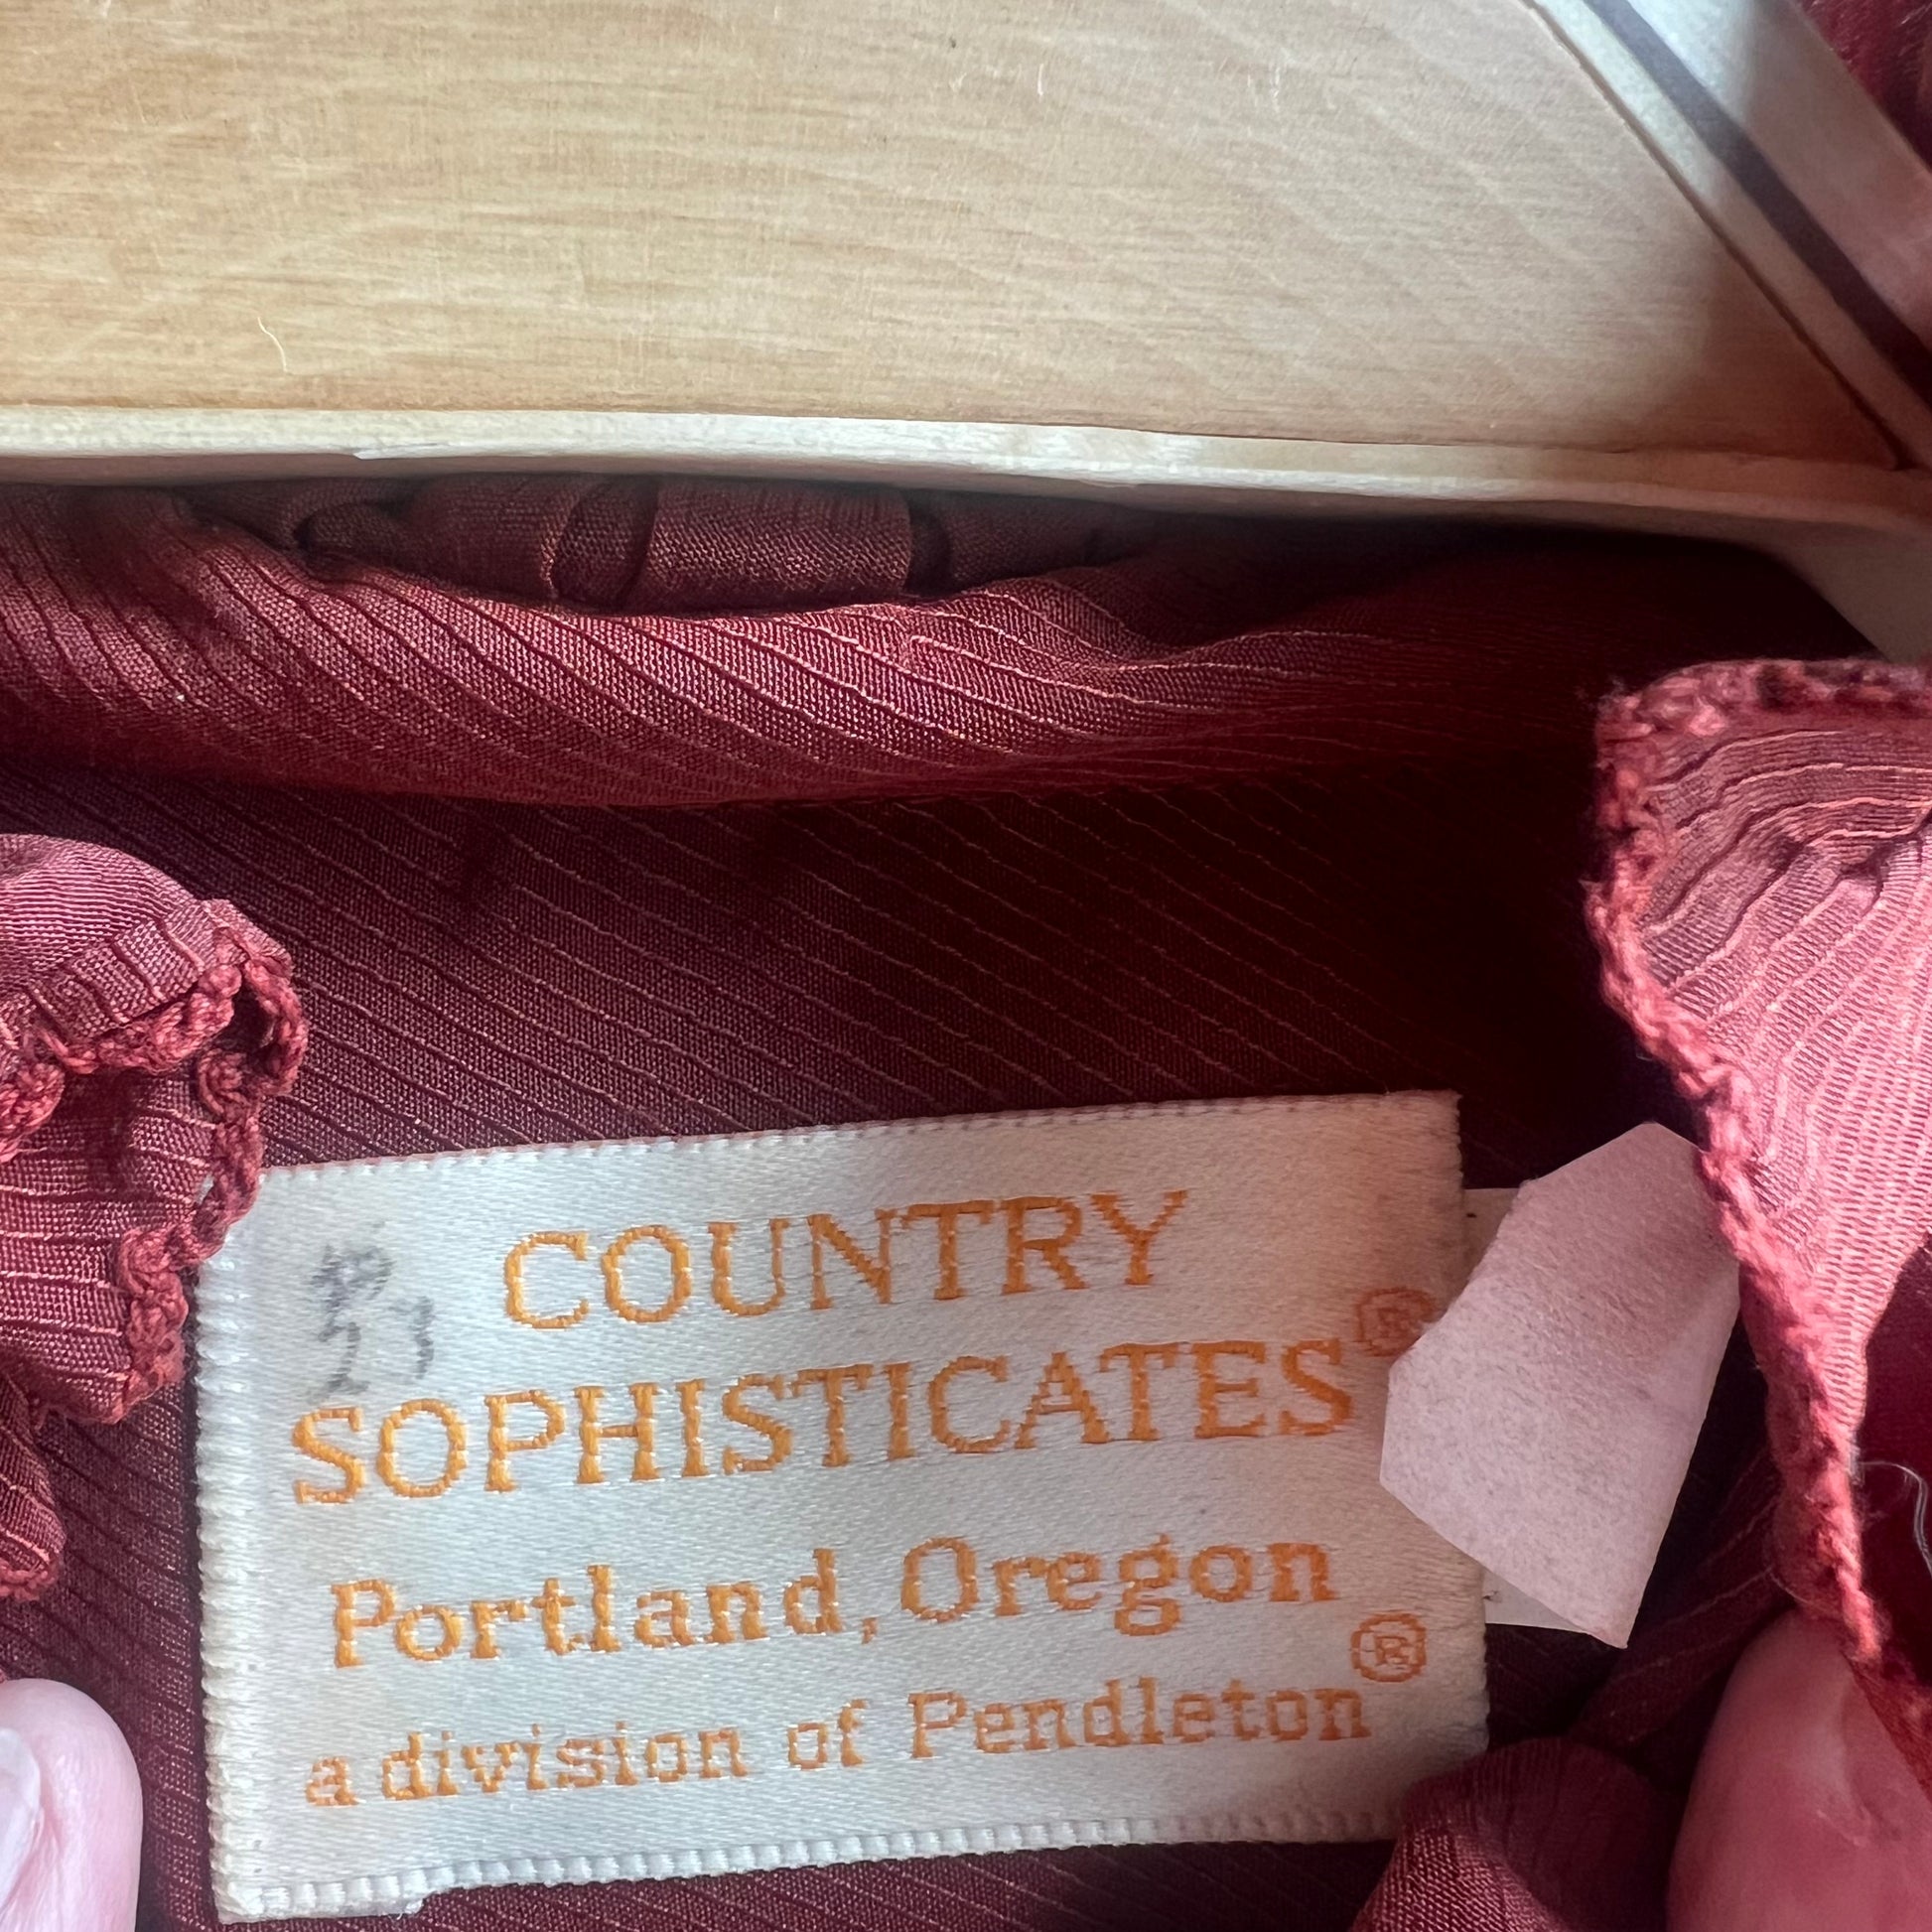 COUNTRY
SOPHISTICATES®
Portland, Oregon
a division of Pendleton®